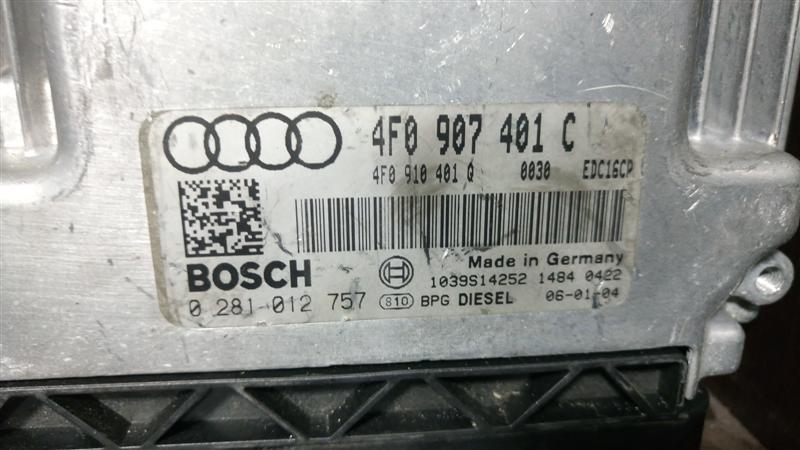 4F0 907 401 C
4F0 910 401 Q 0030 EDC16CP
Made in Germany
BOSCH
1039S14252 1484 0422
0 281 012 757 810 BPG DIESEL 06-01-04